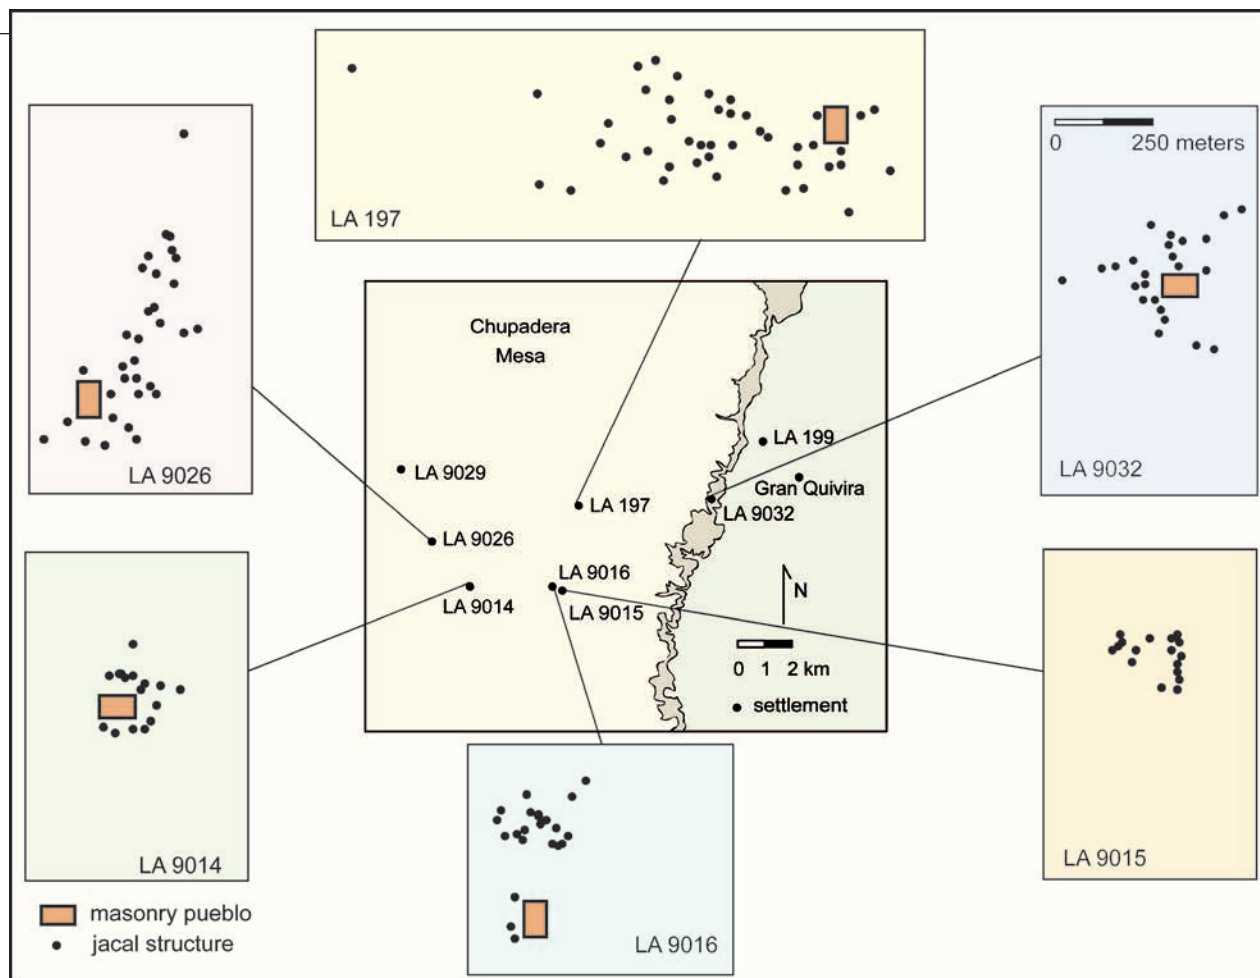 LA 197
0 250 meters
LA 9032
LA 9026
Chupadera
Mesa
LA 199
Gran Quivira
LA 9029
LA 197
LA 9032
LA 9026
LA 9016
LA 9014
LA 9015
N
0 1 2 km
settlement
LA 9014
LA 9015
LA 9016
masonry pueblo
jacal structure